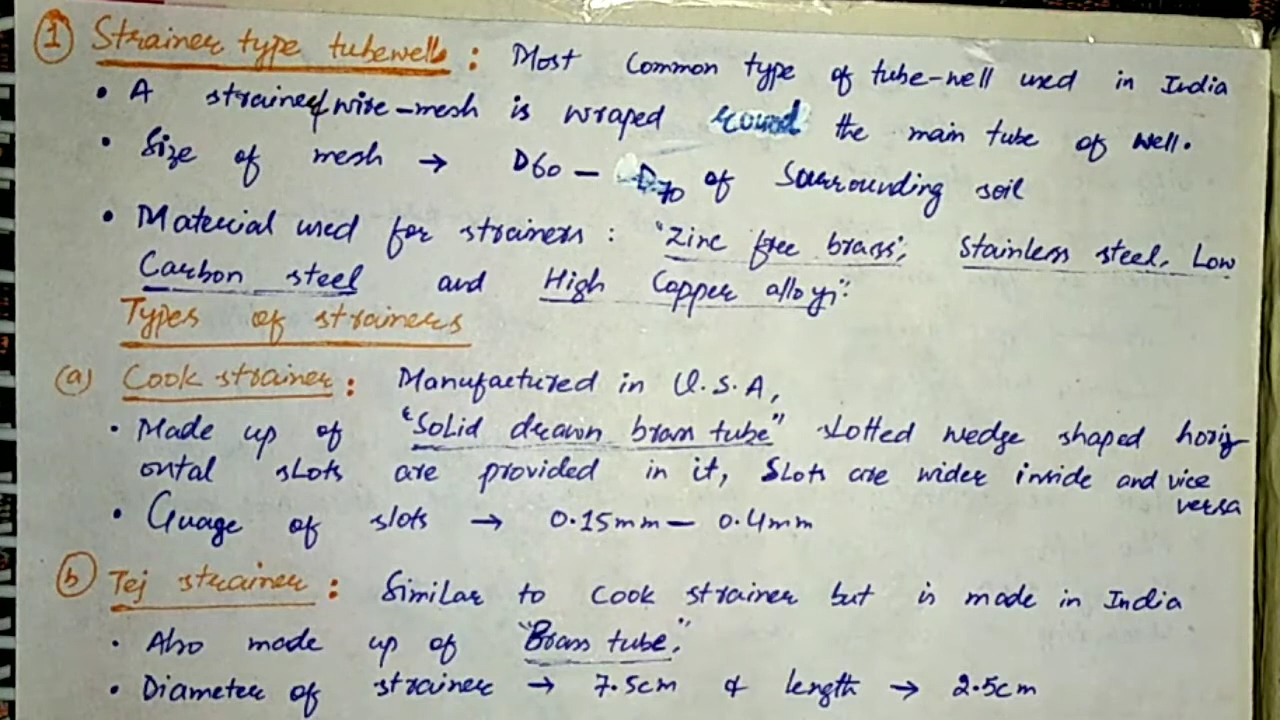 ① Strainer type tubewells : Most common type of tube-well used in India
• A strainer/wire-mesh is wraped round the main tube of well.
• Size of mesh → D60 – D70 of Surrounding soil
• Material used for strainers : "Zinc free brass", Stainless steel, Low
Carbon steel and High Copper alloy."
Types of strainers
(a) Cook strainer : Manufactured in U.S.A,
• Made up of "Solid drawn brass tube" slotted wedge shaped horiz
ontal slots are provided in it, Slots are wider inside and vice
versa
• Guage of slots → 0.15mm – 0.4mm
(b) Tej strainer : Similar to Cook strainer but is made in India
• Also made up of "Brass tube."
• Diameter of strainer → 7.5cm & length → 2.5cm